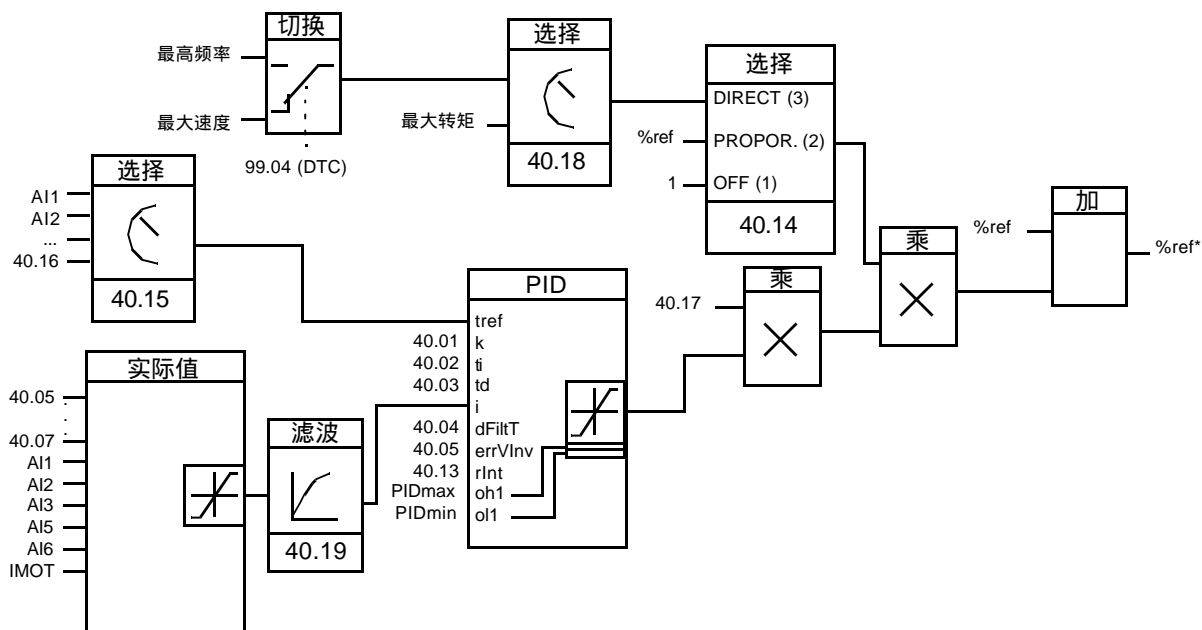 切换
最高频率
最大速度
99.04 (DTC)
选择
最大转矩
40.18
选择
DIRECT (3)
%ref
PROPOR. (2)
1
OFF (1)
40.14
选择
AI1
AI2
...
40.16
40.15
加
%ref
%ref*
乘
乘
40.17
PID
tref
40.01
k
40.02
ti
40.03
td
i
40.04
dFiltT
40.05
errVInv
40.13
rInt
PIDmax
oh1
PIDmin
ol1
实际值
40.05
.
.
40.07
AI1
AI2
AI3
AI5
AI6
IMOT
滤波
40.19